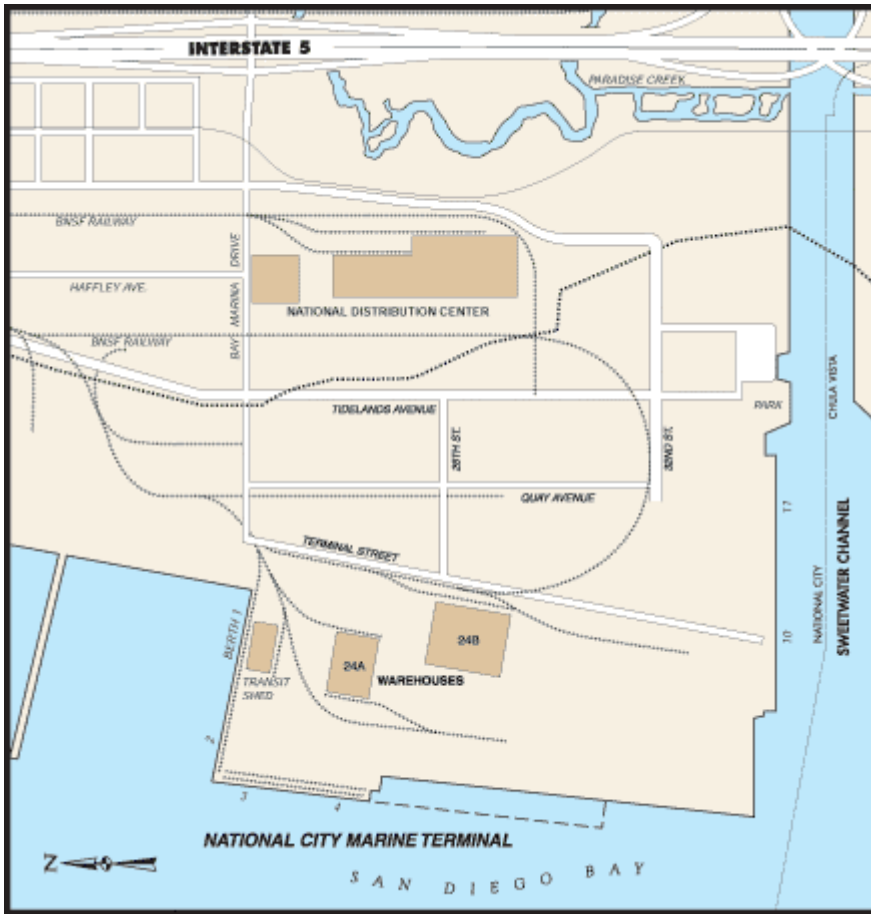 INTERSTATE 5
PARADISE CREEK
BNSF RAILWAY
BAY MARINA DRIVE
HAFFLEY AVE.
NATIONAL DISTRIBUTION CENTER
BNSF RAILWAY
TIDELANDS AVENUE
PARK
CHULA VISTA
28TH ST.
32ND ST.
QUAY AVENUE
TERMINAL STREET
11
NATIONAL CITY
SWEETWATER CHANNEL
10
BERTH 1
24B
24A
WAREHOUSES
TRANSIT
SHED
2
3
4
NATIONAL CITY MARINE TERMINAL
N
SAN DIEGO BAY